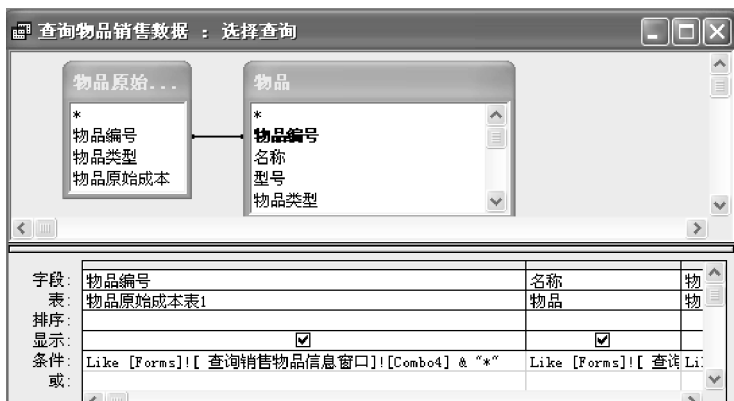 查询物品销售数据 : 选择查询
物品原始...
*
物品编号
物品类型
物品原始成本
物品
*
物品编号
名称
型号
物品类型
字段: 物品编号 名称 物
表: 物品原始成本表1 物品 物
排序:
显示:
条件: Like [Forms]![ 查询销售物品信息窗口]![Combo4] & "*" Like [Forms]![ 查询 Li
或: